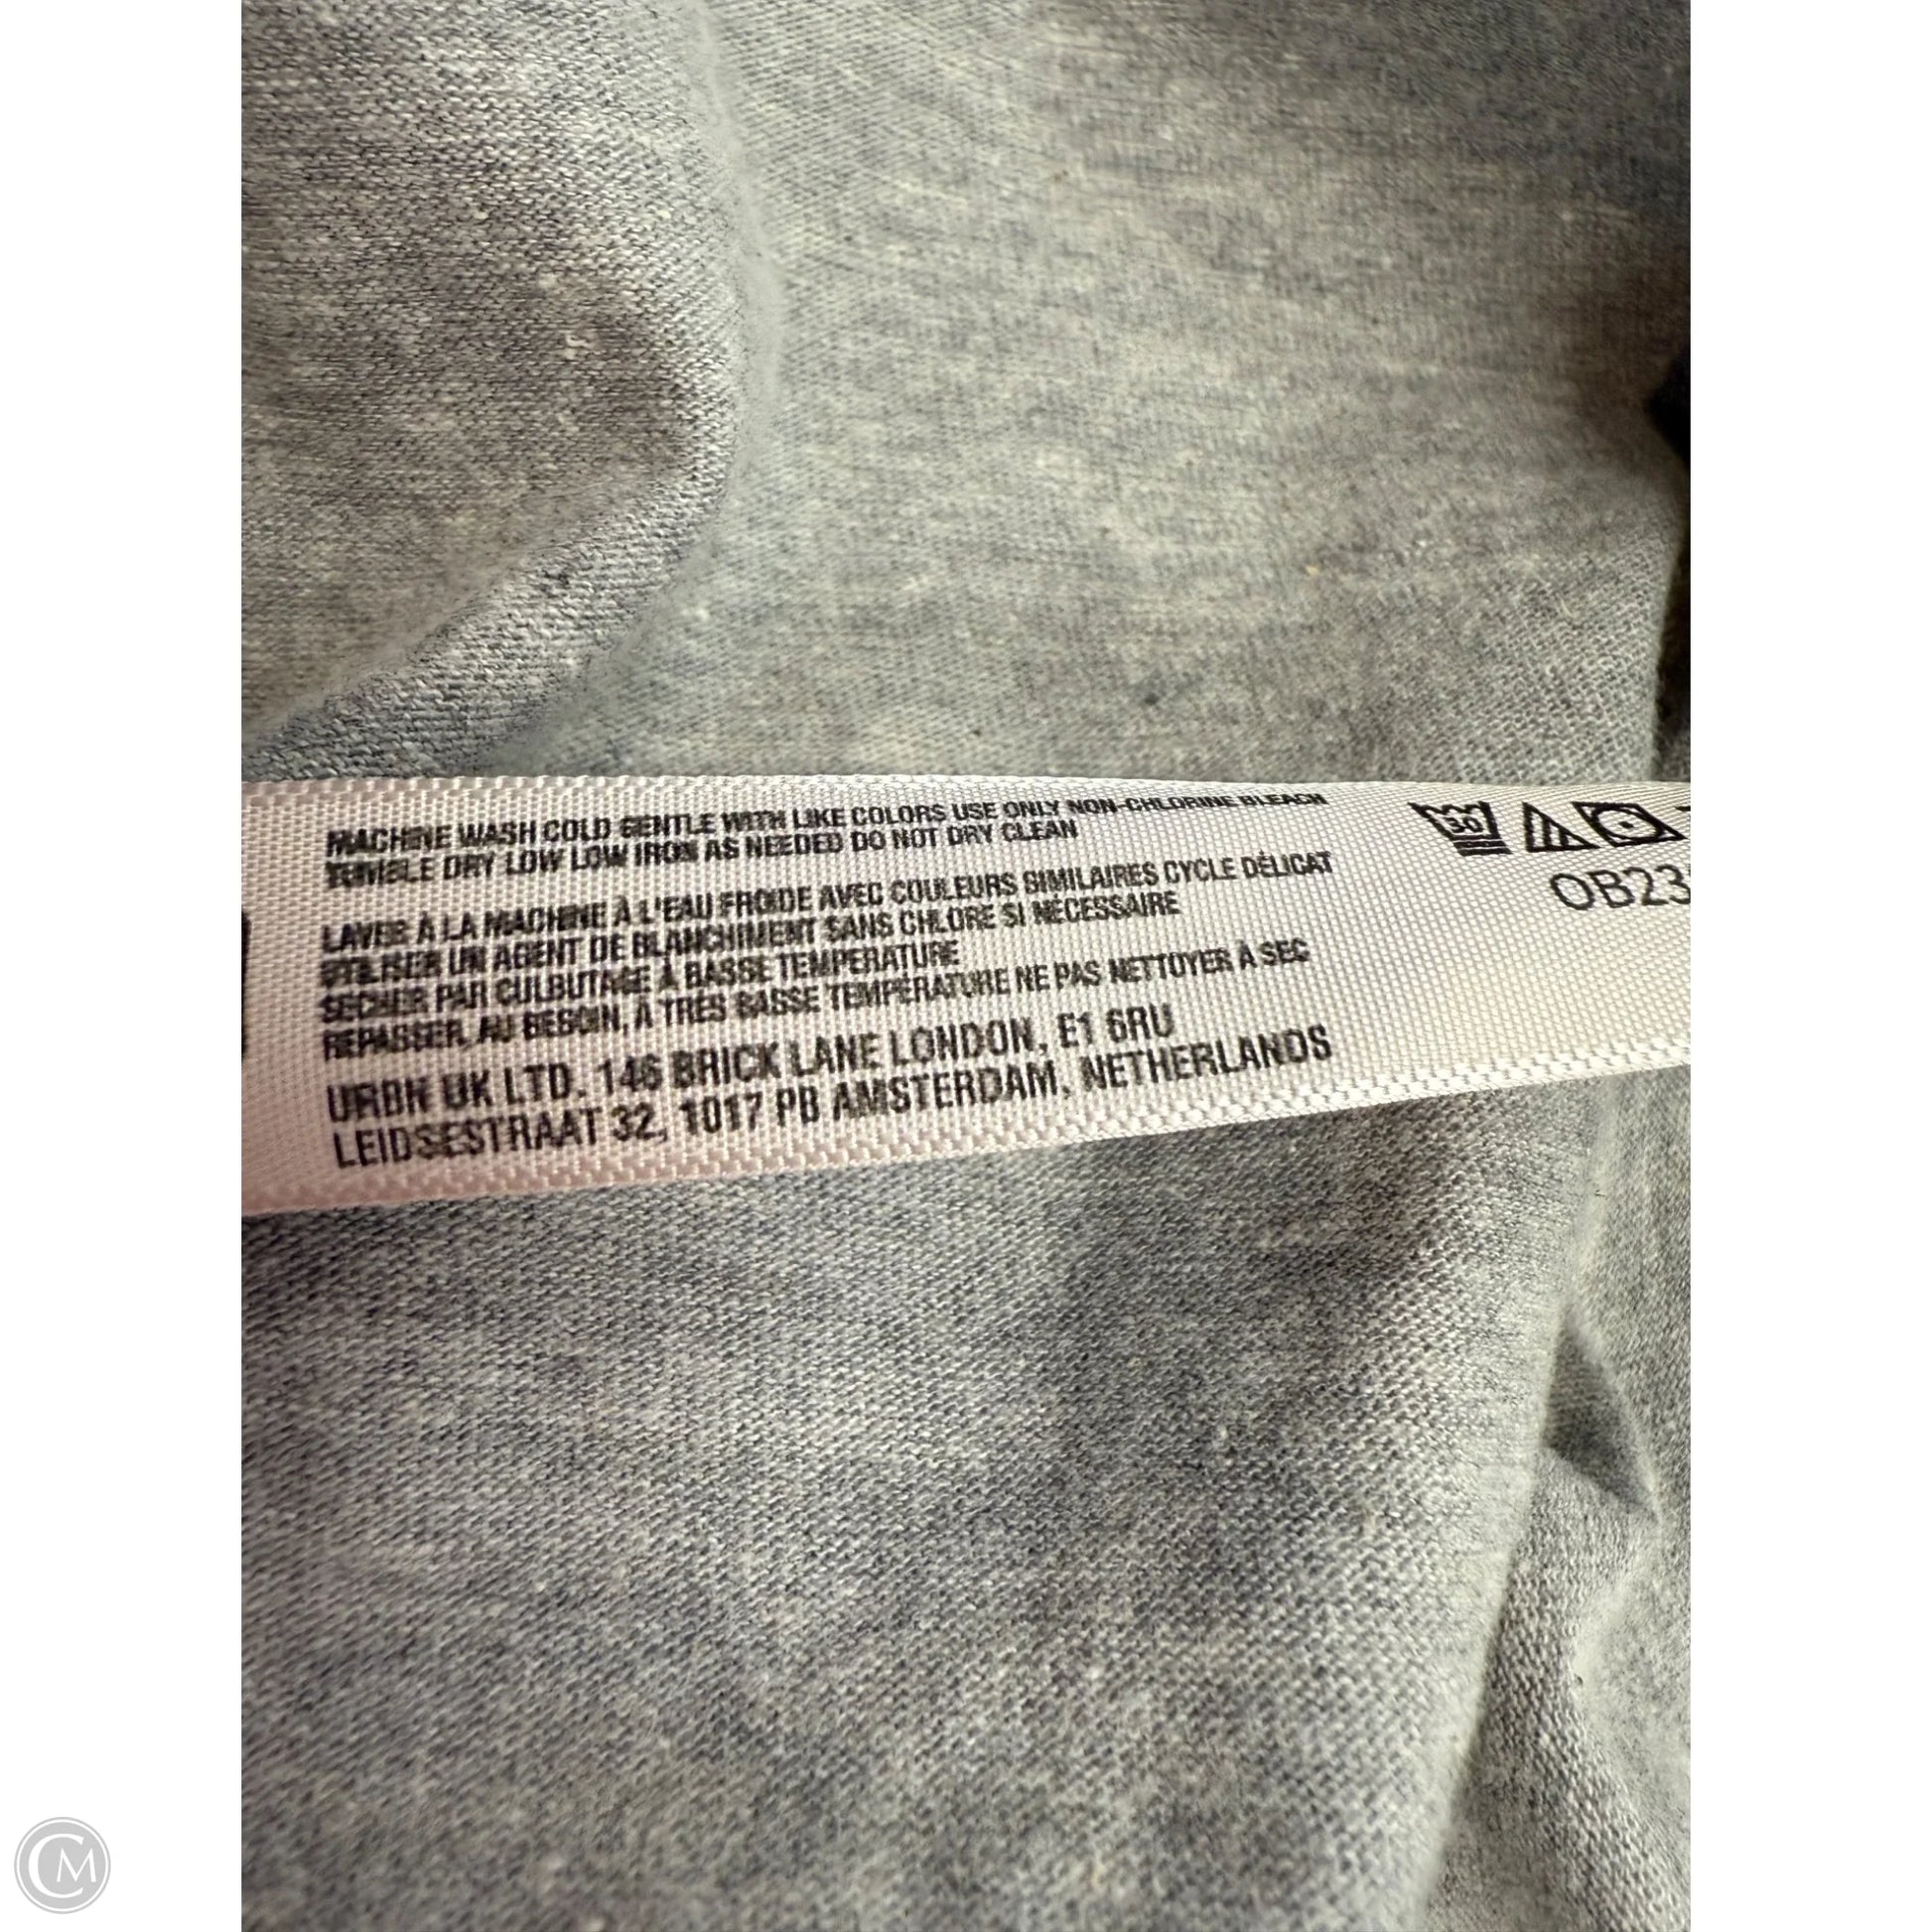 MACHINE WASH COLD GENTLE WITH LIKE COLORS USE ONLY NON-CHLORINE BLEACH
TUMBLE DRY LOW LOW IRON AS NEEDED DO NOT DRY CLEAN
LAVER À LA MACHINE À L'EAU FROIDE AVEC COULEURS SIMILAIRES CYCLE DÉLICAT
UTILISER UN AGENT DE BLANCHIMENT SANS CHLORE SI NÉCESSAIRE
SECHER PAR CULBUTAGE À BASSE TEMPERATURE
REPASSER, AU BESOIN, À TRÈS BASSE TEMPÉRATURE NE PAS NETTOYER À SEC
URBN UK LTD. 146 BRICK LANE LONDON, E1 6RU
LEIDSESTRAAT 32, 1017 PB AMSTERDAM, NETHERLANDS
30
OB23
CM